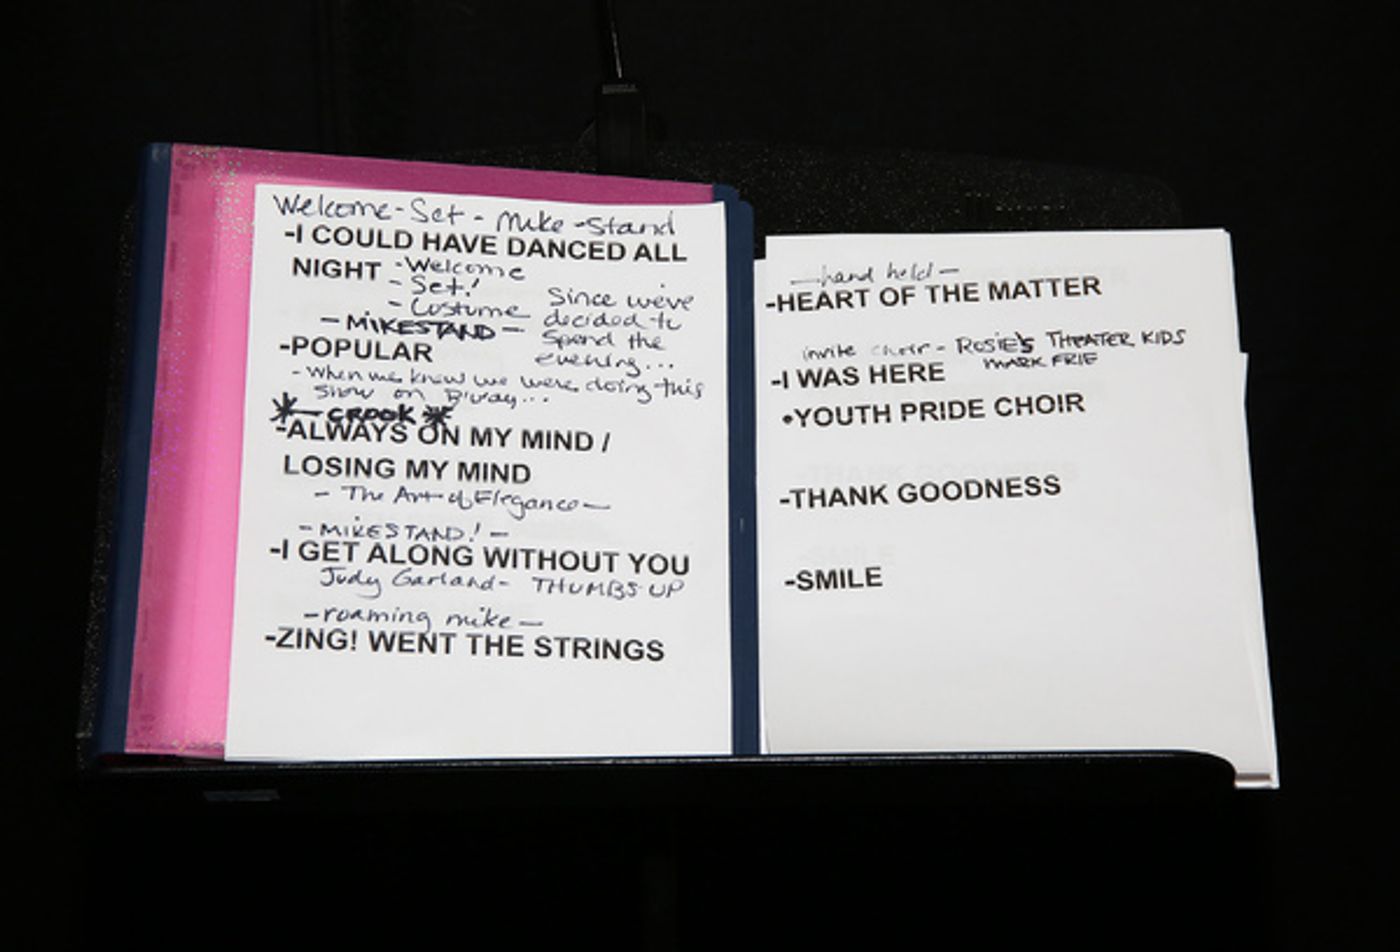 Welcome - Set - Mike - Stand
-I COULD HAVE DANCED ALL
NIGHT - Welcome
- Set!
- Costume
- MIKESTAND -
Since we've
decided to
spend the
evening...
-POPULAR
- When we knew we were doing this
show on B'way...
* - CROOK *
-ALWAYS ON MY MIND /
LOSING MY MIND
- The Art of Elegance -
- MIKESTAND! -
-I GET ALONG WITHOUT YOU
Judy Garland - THUMBS UP
- roaming mike -
-ZING! WENT THE STRINGS
- hand held -
-HEART OF THE MATTER
invite choir - ROSIE'S THEATER KIDS
MARK FRIE
-I WAS HERE
•YOUTH PRIDE CHOIR
THANK GOODNESS
-THANK GOODNESS
SMILE
-SMILE